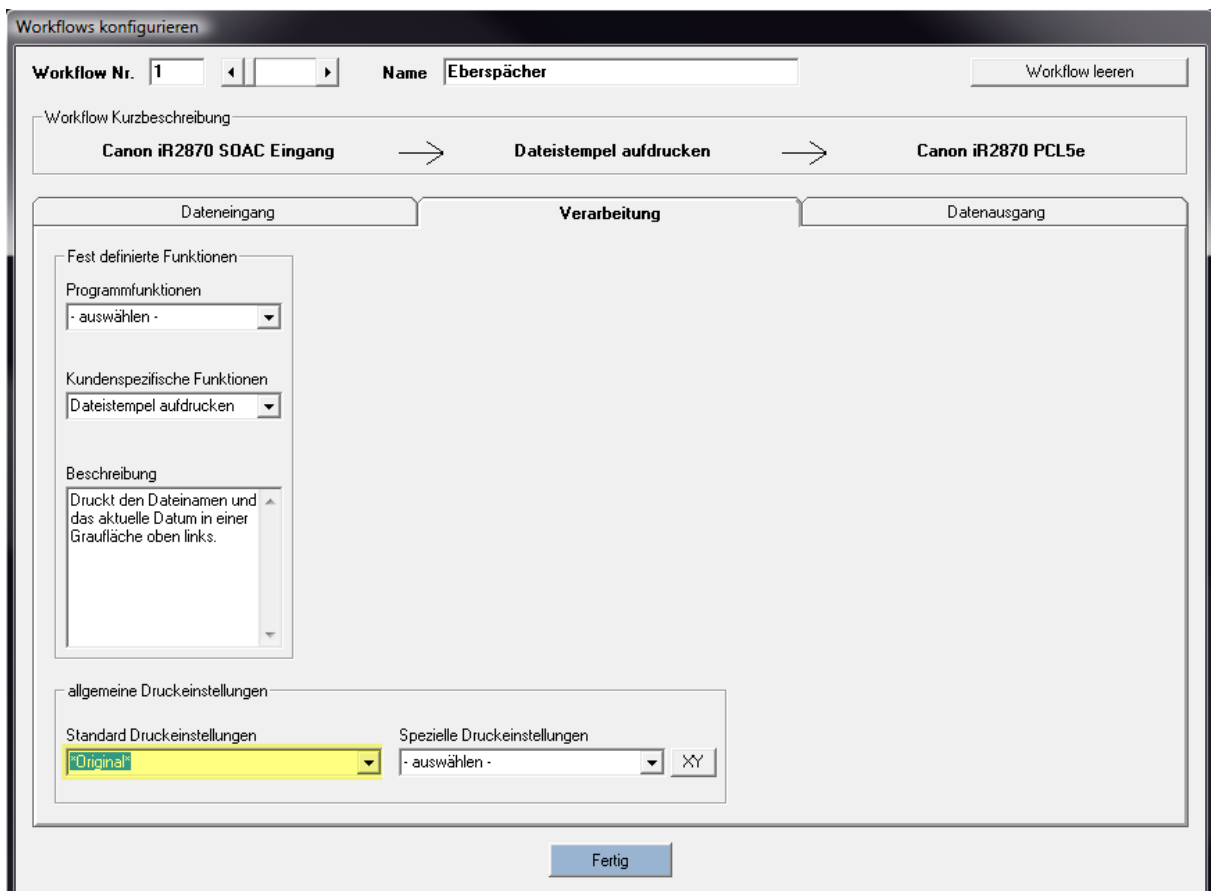 Workflows konfigurieren
Workflow Nr. 1 Name Eberspächer Workflow leeren
Workflow Kurzbeschreibung
Canon iR2870 SOAC Eingang Dateistempel aufdrucken Canon iR2870 PCL5e
Dateneingang Verarbeitung Datenausgang
Fest definierte Funktionen
Programmfunktionen
- auswählen -
Kundenspezifische Funktionen
Dateistempel aufdrucken
Beschreibung
Druckt den Dateinamen und
das aktuelle Datum in einer
Graufläche oben links.
allgemeine Druckeinstellungen
Standard Druckeinstellungen Spezielle Druckeinstellungen
*Original* - auswählen - XY
Fertig